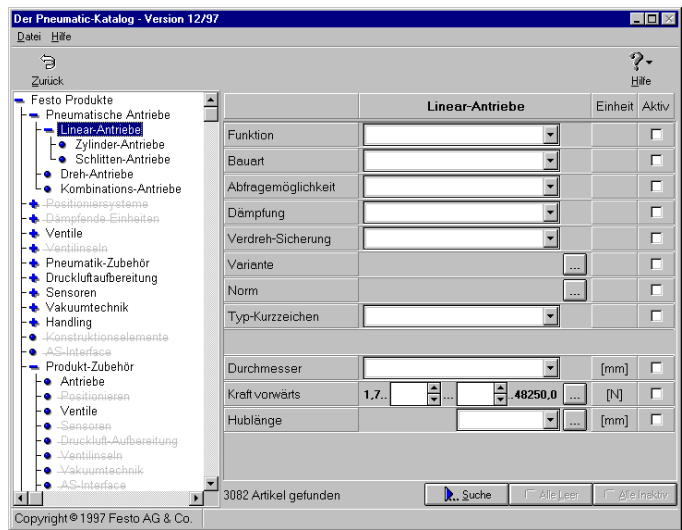 Der Pneumatic-Katalog - Version 12/97
Datei Hilfe
Zurück
Hilfe
Festo Produkte
Pneumatische Antriebe
Linear-Antriebe
Zylinder-Antriebe
Schlitten-Antriebe
Dreh-Antriebe
Kombinations-Antriebe
Positioniersysteme
Dämpfende Einheiten
Ventile
Ventilinseln
Pneumatik-Zubehör
Druckluftaufbereitung
Sensoren
Vakuumtechnik
Handling
Konstruktionselemente
AS-Interface
Produkt-Zubehör
Antriebe
Positionieren
Ventile
Sensoren
Druckluft-Aufbereitung
Ventilinseln
Vakuumtechnik
AS-Interface
Linear-Antriebe Einheit Aktiv
Funktion
Bauart
Abfragemöglichkeit
Dämpfung
Verdreh-Sicherung
Variante ...
Norm ...
Typ-Kurzzeichen
Durchmesser [mm]
Kraft vorwärts 1,7.. ... ..48250,0 ... [N]
Hublänge ... [mm]
3082 Artikel gefunden Suche Alle Leer Alle Inaktiv
Copyright © 1997 Festo AG & Co.